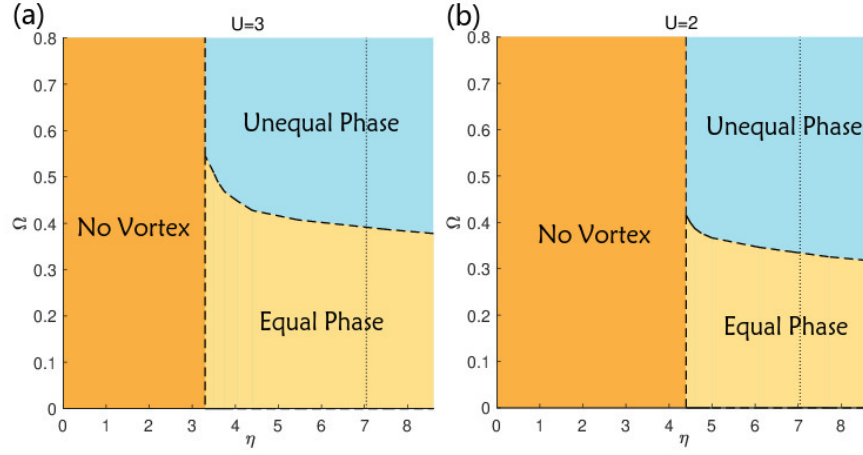 (a)
U=3
0.8
0.7
0.6
0.5
0.4
0.3
0.2
0.1
0
Ω
No Vortex
Unequal Phase
Equal Phase
0 1 2 3 4 5 6 7 8
η
(b)
U=2
0.8
0.7
0.6
0.5
0.4
0.3
0.2
0.1
0
Ω
No Vortex
Unequal Phase
Equal Phase
0 1 2 3 4 5 6 7 8
η